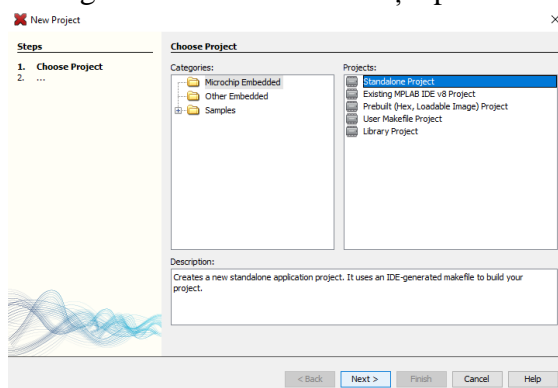 New Project
Steps
1. Choose Project
2. ...
Choose Project
Categories:
Microchip Embedded
Other Embedded
Samples
Projects:
Standalone Project
Existing MPLAB IDE v8 Project
Prebuilt (Hex, Loadable Image) Project
User Makefile Project
Library Project
Description:
Creates a new standalone application project. It uses an IDE-generated makefile to build your
project.
< Back
Next >
Finish
Cancel
Help